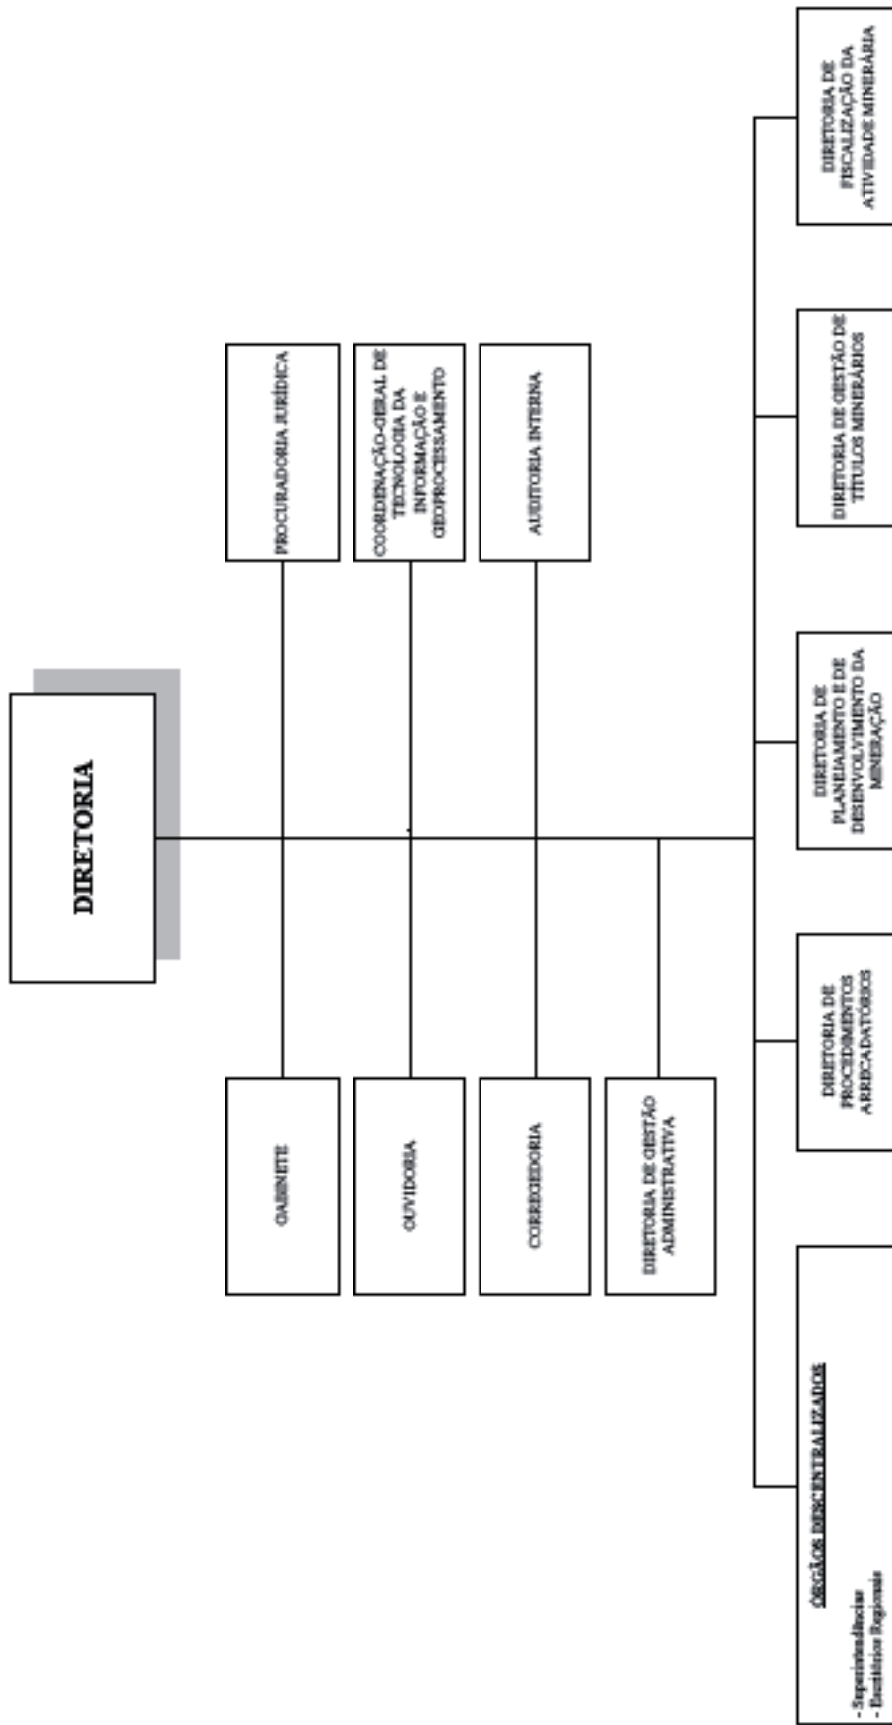 DIRETORIA
GABINETE
PROCURADORIA JURÍDICA
OUVIDORIA
COORDENAÇÃO-GERAL DE
TECNOLOGIA DA
INFORMAÇÃO E
GEOPROCESSAMENTO
CORREGEDORIA
AUDITORIA INTERNA
DIRETORIA DE GESTÃO
ADMINISTRATIVA
ÓRGÃOS DESCENTRALIZADOS
- Superintendências
- Escritórios Regionais
DIRETORIA DE
PROCEDIMENTOS
ARRECADATÓRIOS
DIRETORIA DE
PLANEJAMENTO E DE
DESENVOLVIMENTO DA
MINERAÇÃO
DIRETORIA DE GESTÃO DE
TÍTULOS MINERÁRIOS
DIRETORIA DE
FISCALIZAÇÃO DA
ATIVIDADE MINERÁRIA